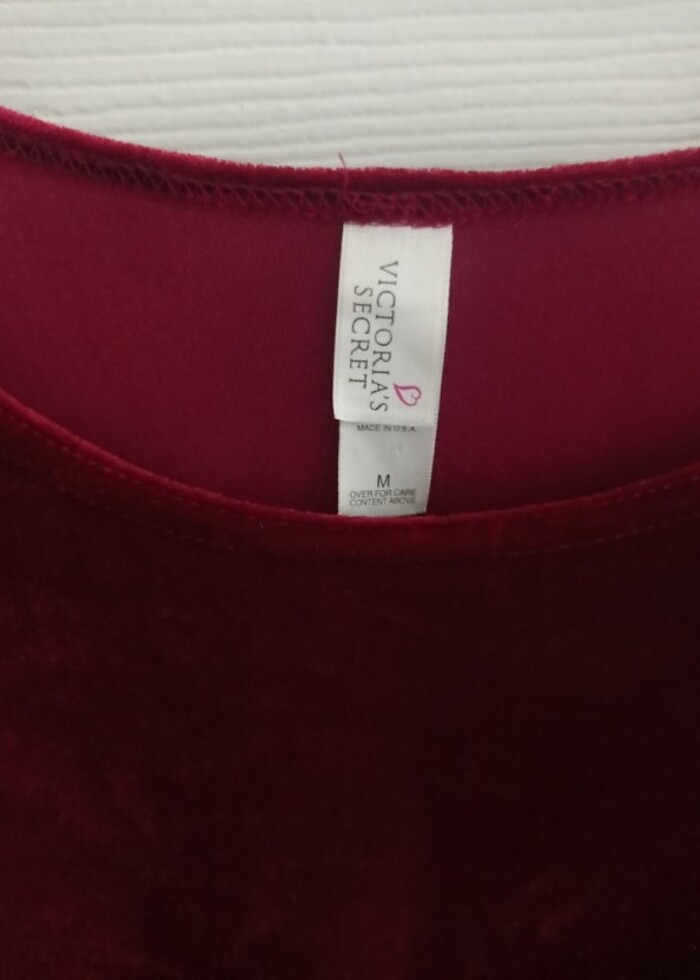 VICTORIA'S
SECRET
MADE IN U.S.A.
M
OVER FOR CARE
CONTENT ABOVE